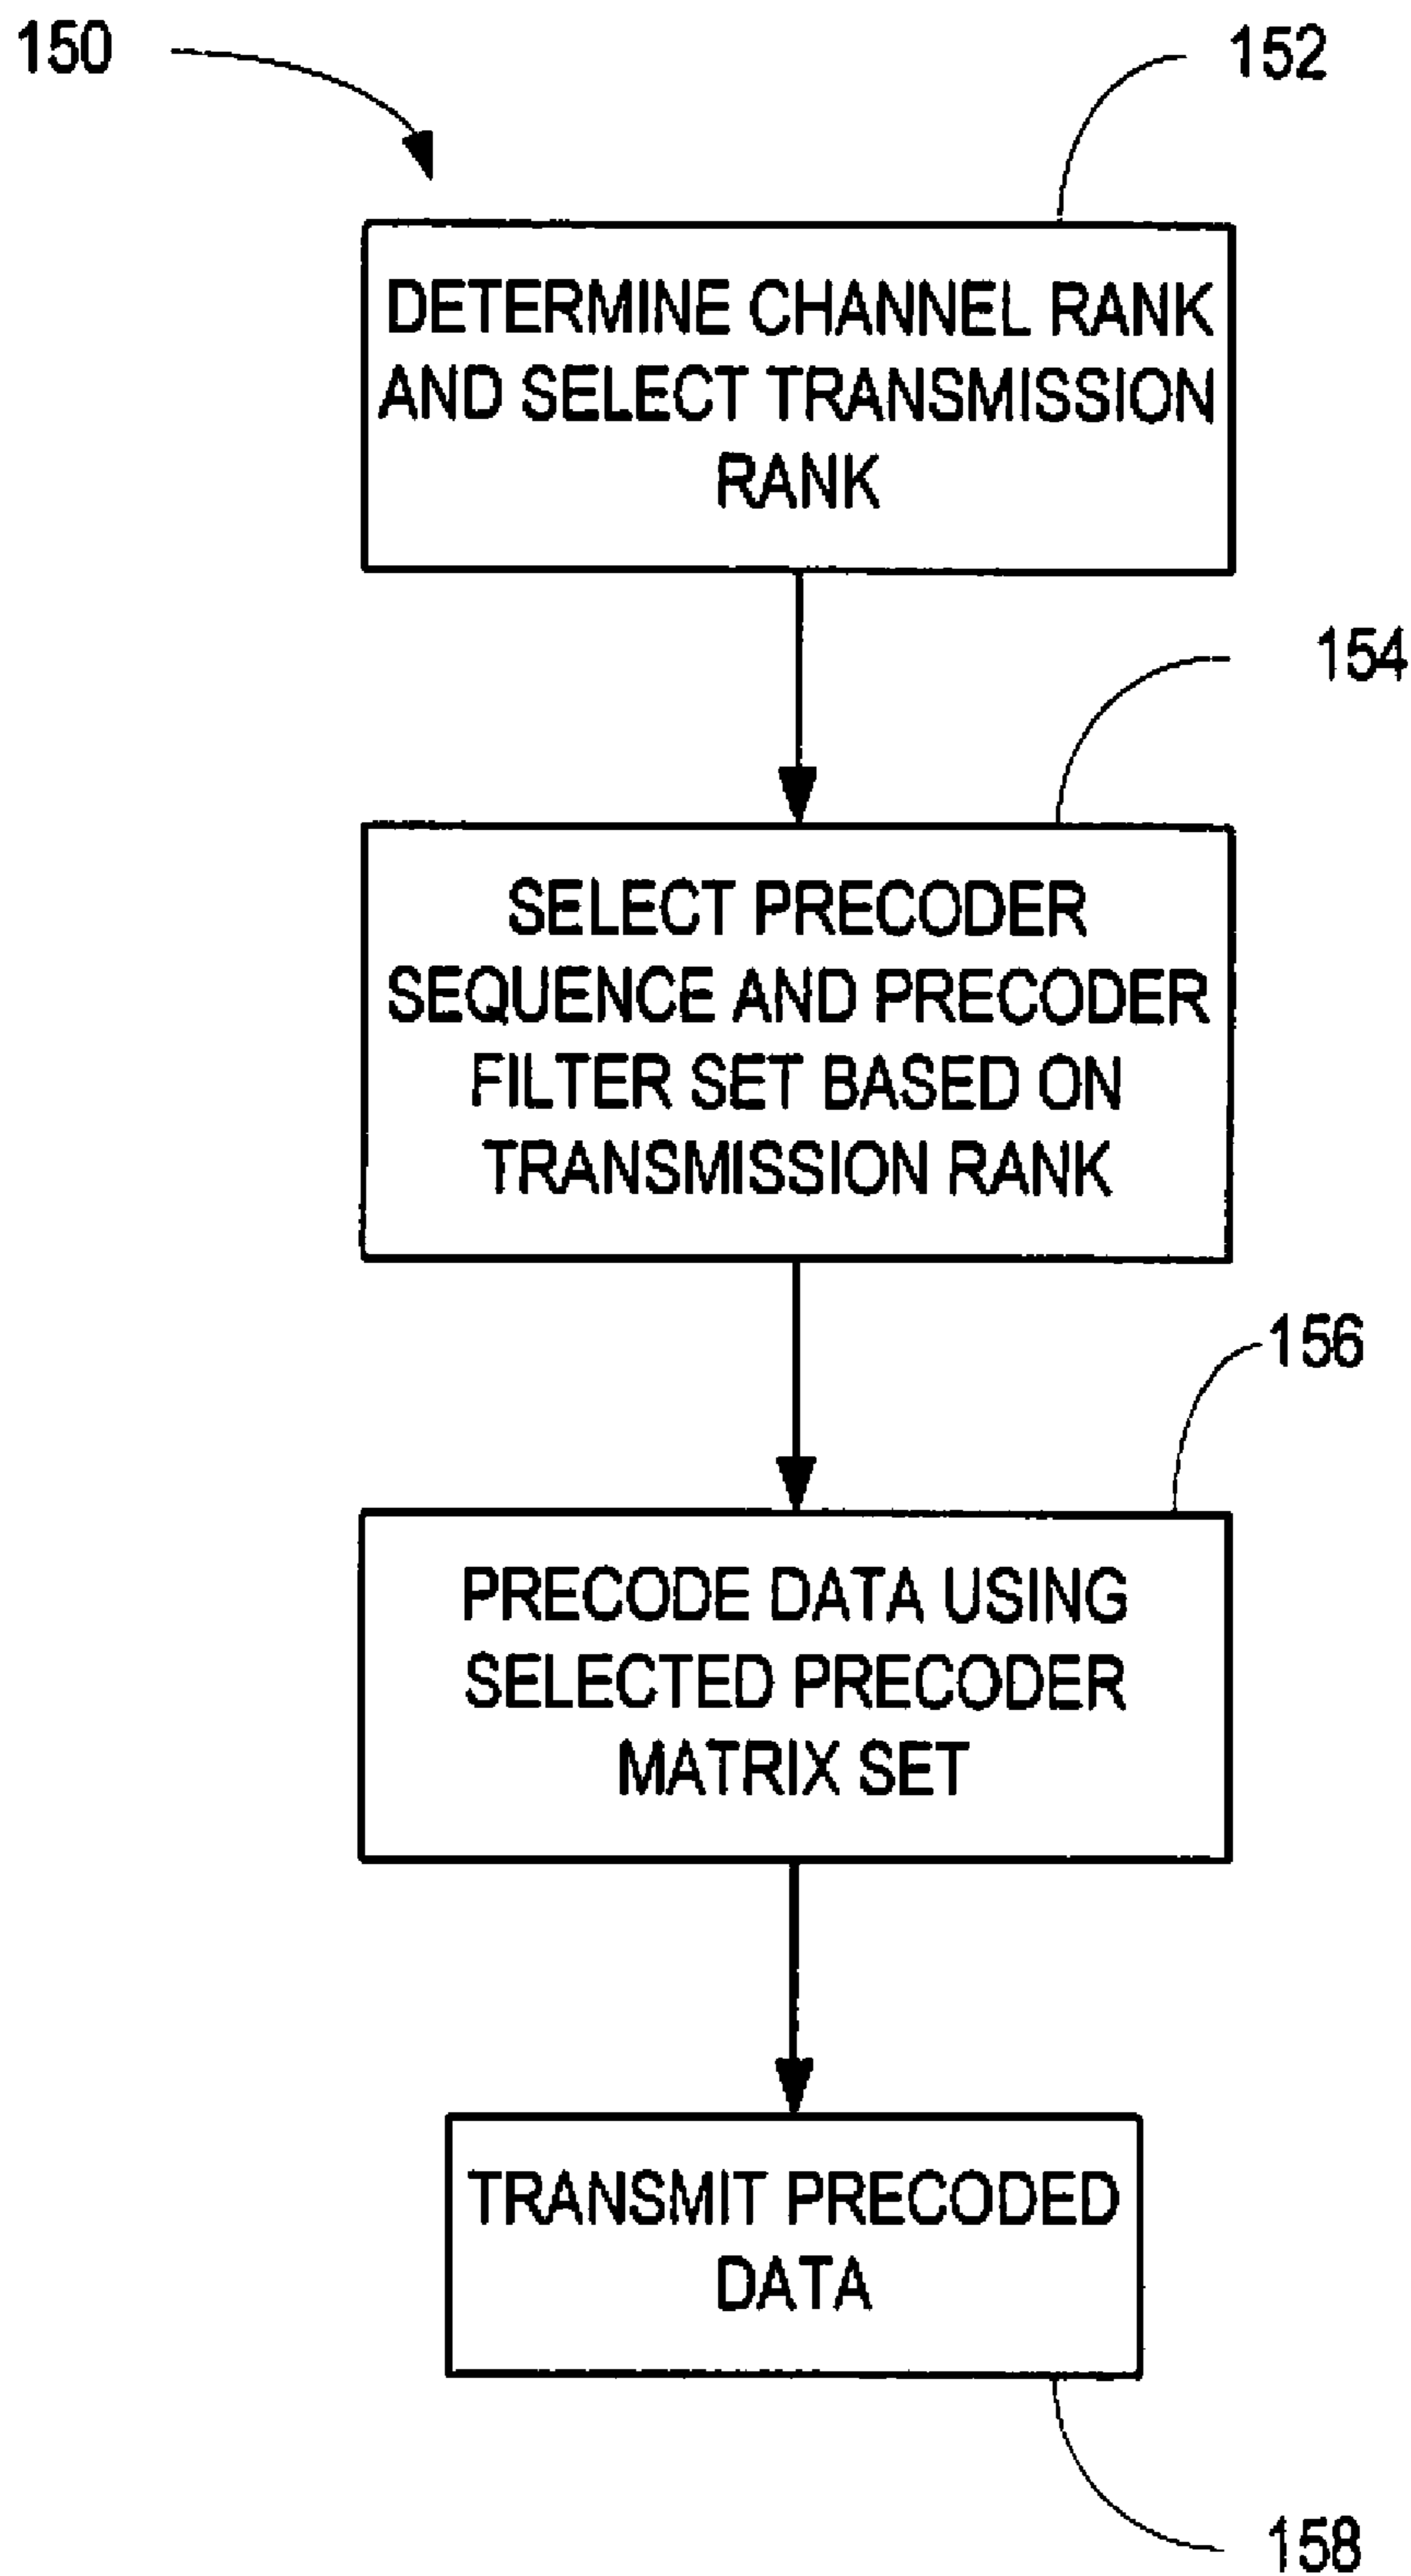 150
152
DETERMINE CHANNEL RANK
AND SELECT TRANSMISSION
RANK
154
SELECT PRECODER
SEQUENCE AND PRECODER
FILTER SET BASED ON
TRANSMISSION RANK
156
PRECODE DATA USING
SELECTED PRECODER
MATRIX SET
TRANSMIT PRECODED
DATA
158